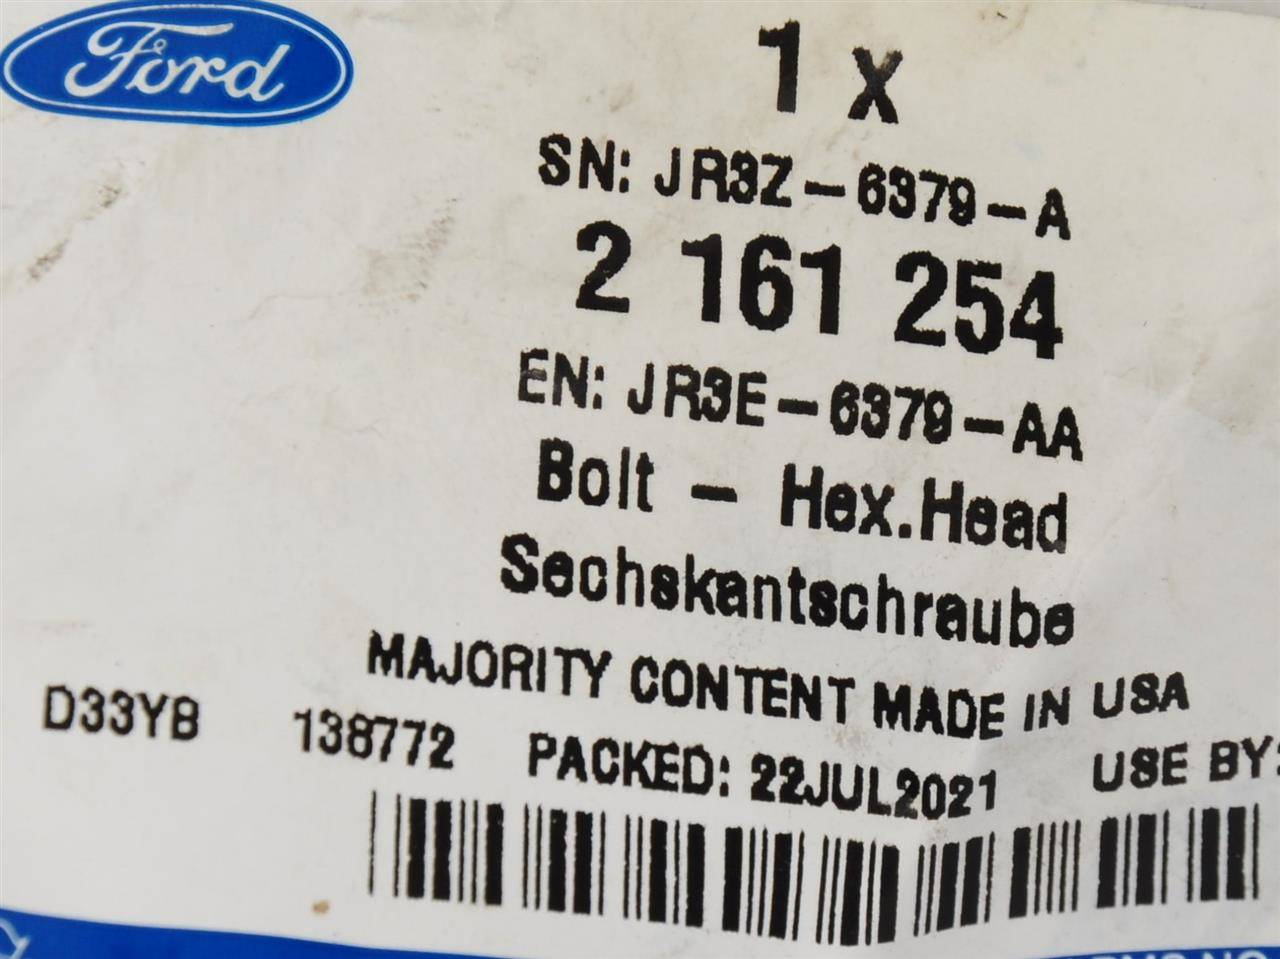 Ford
1 x
SN: JR3Z-6379-A
2 161 254
EN: JR3E-6379-AA
Bolt - Hex.Head
Sechskantschraube
MAJORITY CONTENT MADE IN USA
D33YB 138772 PACKED: 22JUL2021 USE BY: